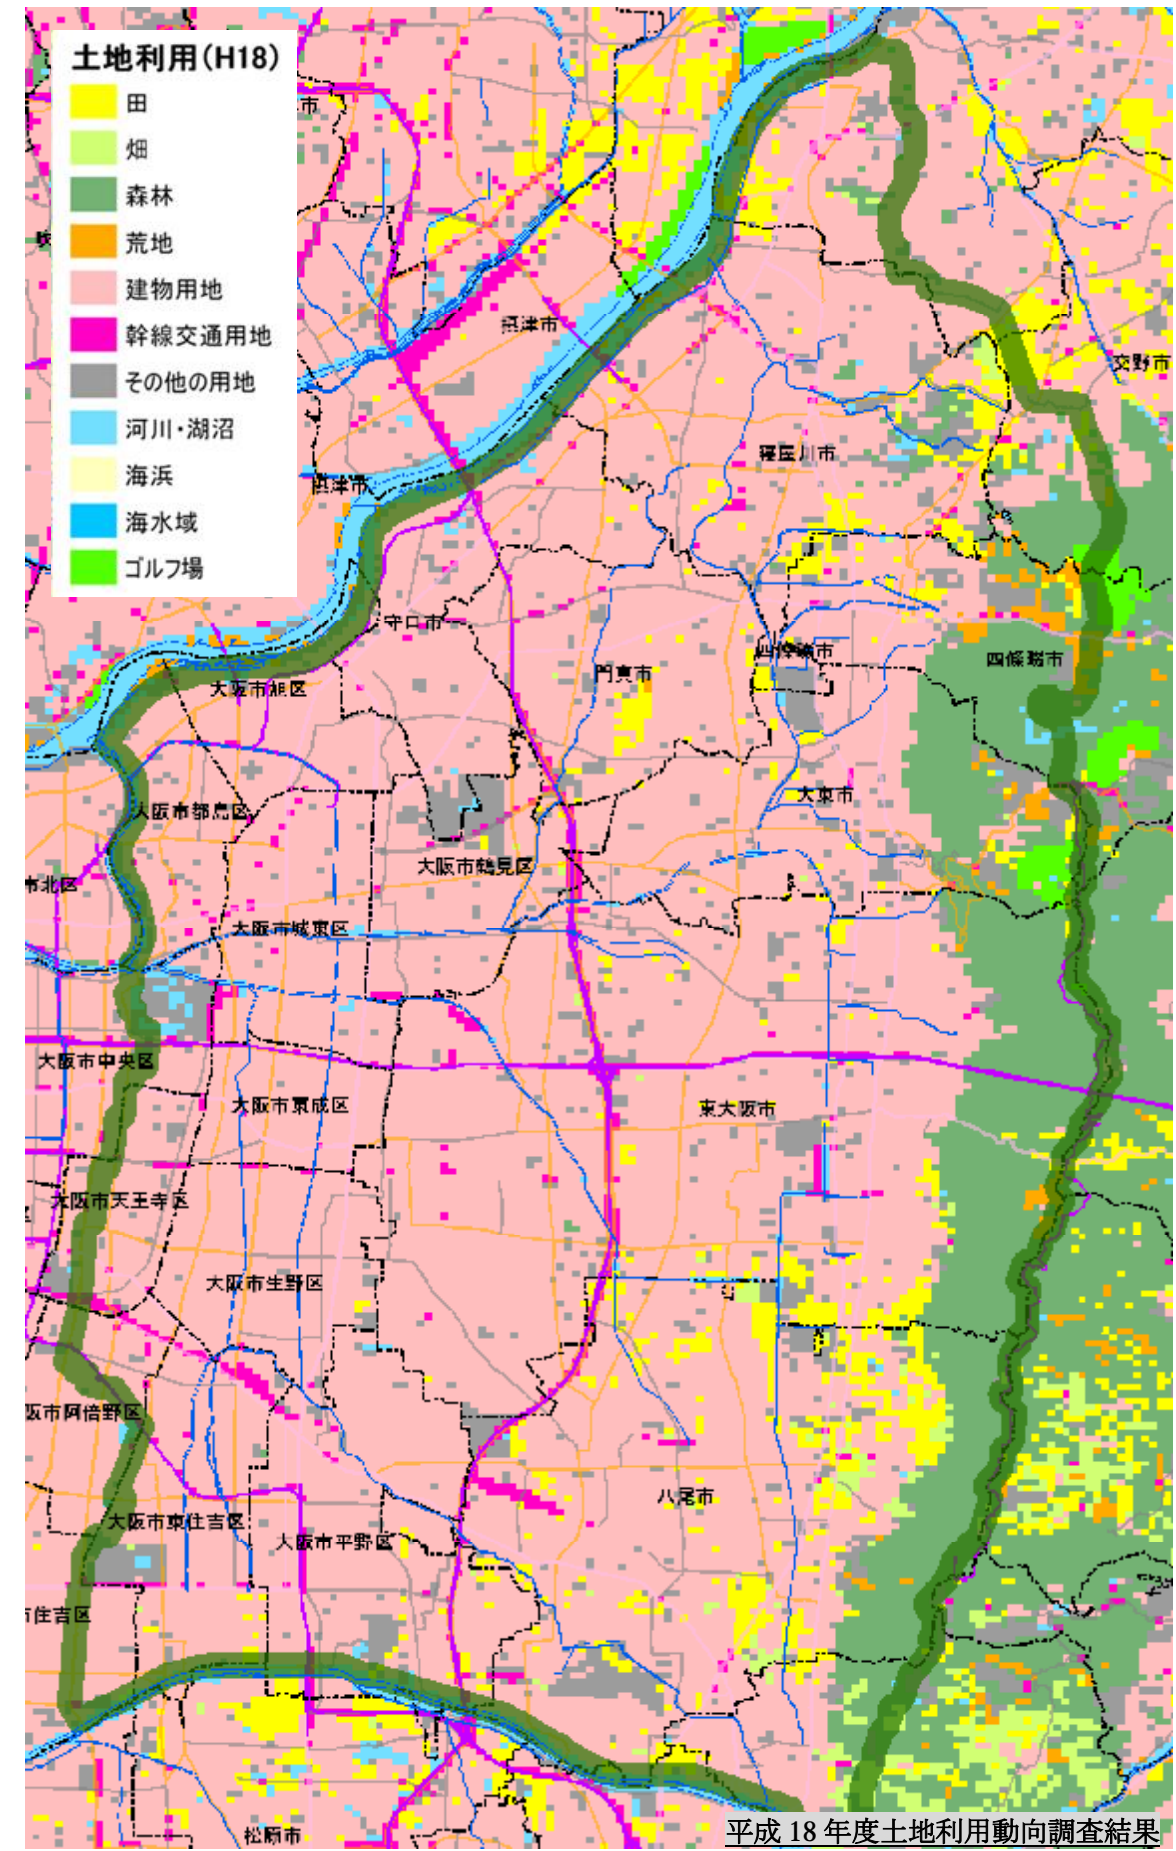 土地利用(H18)
田
畑
森林
荒地
建物用地
幹線交通用地
その他の用地
河川・湖沼
海浜
海水域
ゴルフ場
市
摂津市
交野市
寝屋川市
摂津市
守口市
四條畷市
四條畷市
門真市
大阪市旭区
大東市
大阪市都島区
大阪市鶴見区
市北区
大阪市城東区
大阪市中央区
大阪市東成区
東大阪市
大阪市天王寺区
大阪市生野区
阪市阿倍野区
八尾市
大阪市東住吉区
大阪市平野区
市住吉区
松原市
平成 18 年度土地利用動向調査結果